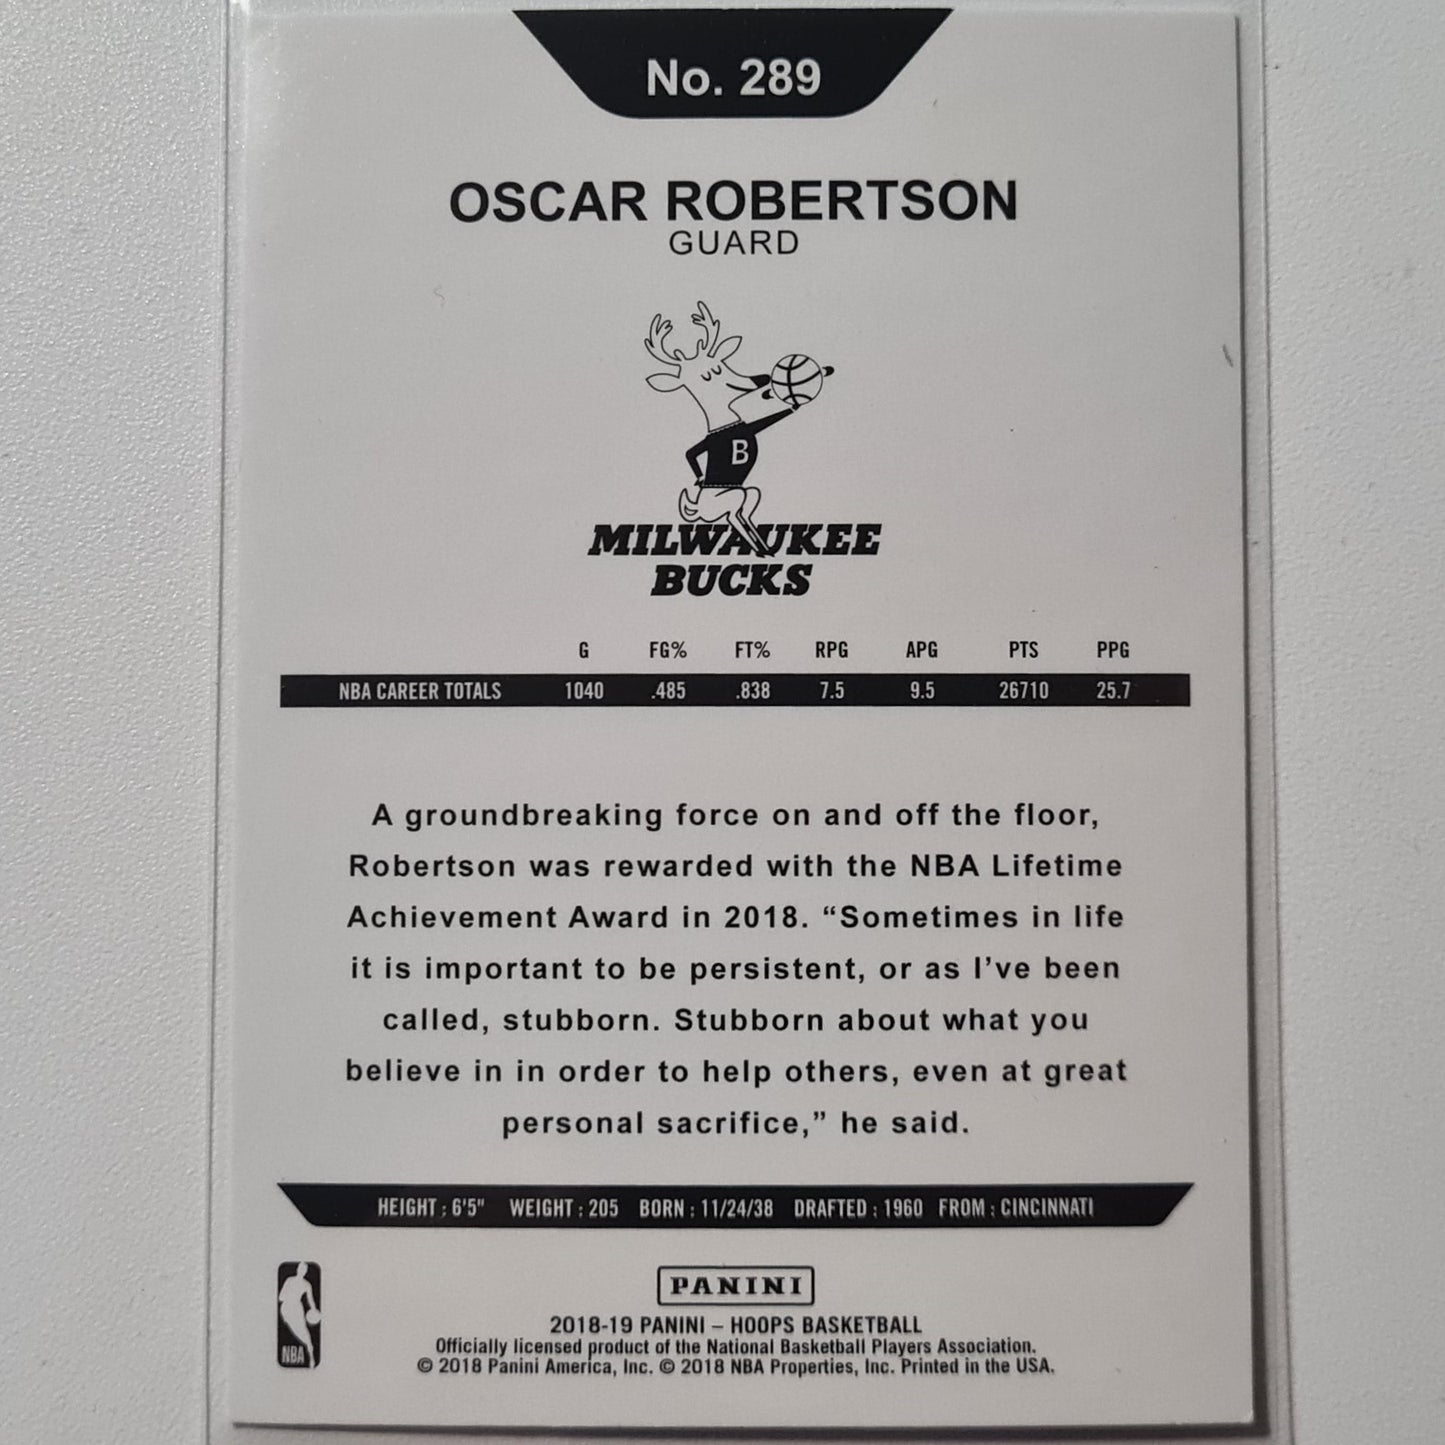 No. 289
OSCAR ROBERTSON
GUARD
B
MILWAUKEE
BUCKS
G FG% FT% RPG APG PTS PPG
NBA CAREER TOTALS 1040 .485 .838 7.5 9.5 26710 25.7
A groundbreaking force on and off the floor,
Robertson was rewarded with the NBA Lifetime
Achievement Award in 2018. “Sometimes in life
it is important to be persistent, or as I’ve been
called, stubborn. Stubborn about what you
believe in in order to help others, even at great
personal sacrifice,” he said.
HEIGHT : 6'5" WEIGHT : 205 BORN : 11/24/38 DRAFTED : 1960 FROM : CINCINNATI
PANINI
NBA
2018-19 PANINI – HOOPS BASKETBALL
Officially licensed product of the National Basketball Players Association.
© 2018 Panini America, Inc. © 2018 NBA Properties, Inc. Printed in the USA.